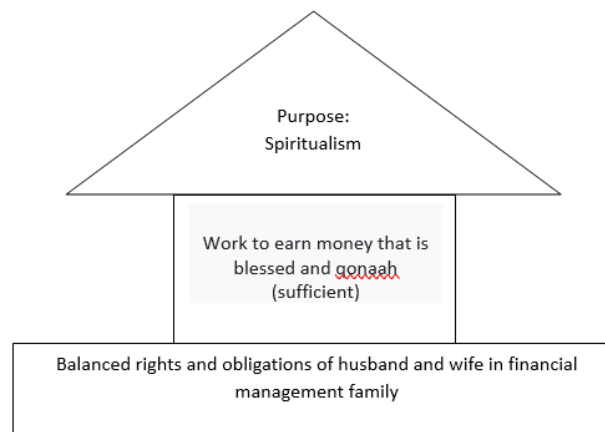 Purpose:
Spiritualism
Work to earn money that is
blessed and qonaah
(sufficient)
Balanced rights and obligations of husband and wife in financial
management family